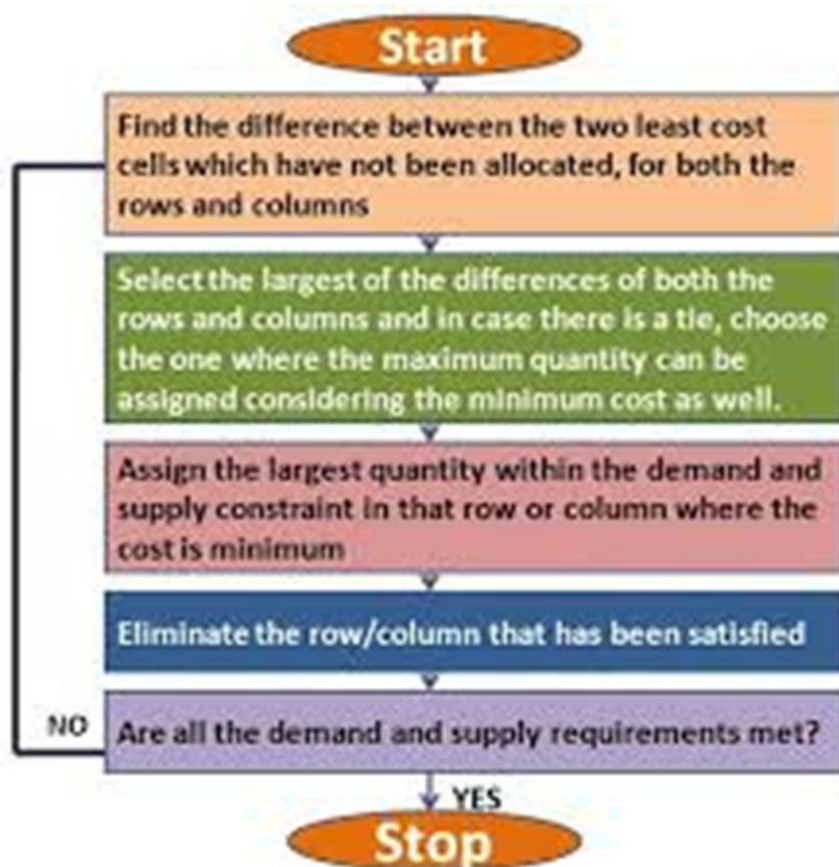 Start
Find the difference between the two least cost
cells which have not been allocated, for both the
rows and columns
Select the largest of the differences of both the
rows and columns and in case there is a tie, choose
the one where the maximum quantity can be
assigned considering the minimum cost as well.
Assign the largest quantity within the demand and
supply constraint in that row or column where the
cost is minimum
Eliminate the row/column that has been satisfied
NO
Are all the demand and supply requirements met?
YES
Stop